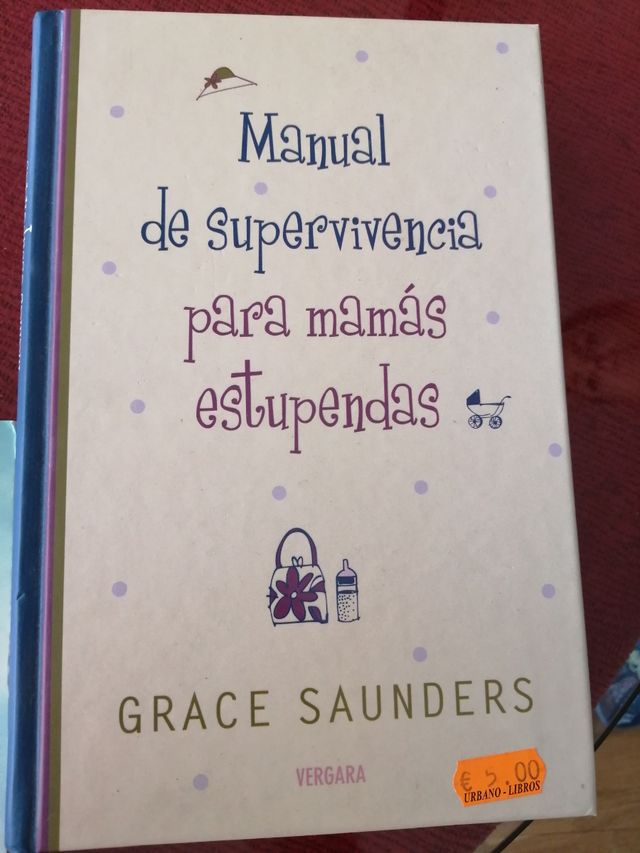 Manual
de supervivencia
para mamás
estupendas
GRACE SAUNDERS
VERGARA
€ 5.00
URBANO - LIBROS